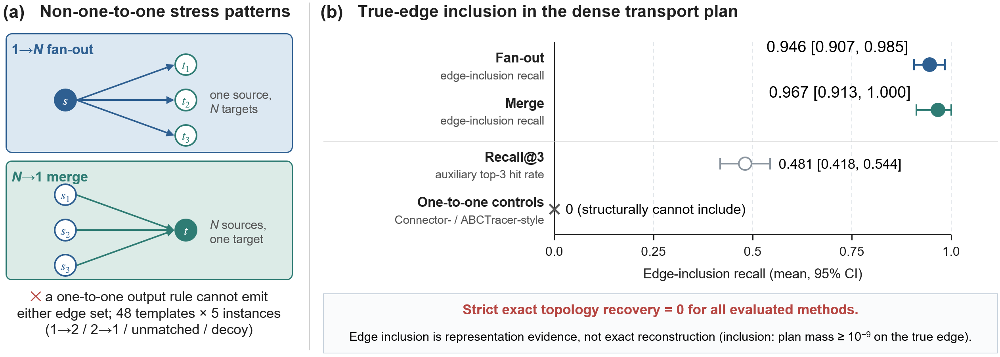 (a) Non-one-to-one stress patterns
1→N fan-out
s
t1
t2
t3
one source,
N targets
N→1 merge
s1
s2
s3
t
N sources,
one target
× a one-to-one output rule cannot emit
either edge set; 48 templates × 5 instances
(1→2 / 2→1 / unmatched / decoy)
(b) True-edge inclusion in the dense transport plan
Fan-out
edge-inclusion recall
0.946 [0.907, 0.985]
Merge
edge-inclusion recall
0.967 [0.913, 1.000]
Recall@3
auxiliary top-3 hit rate
0.481 [0.418, 0.544]
One-to-one controls
Connector- / ABCTracer-style
0 (structurally cannot include)
0.0 0.25 0.5 0.75 1.0
Edge-inclusion recall (mean, 95% CI)
Strict exact topology recovery = 0 for all evaluated methods.
Edge inclusion is representation evidence, not exact reconstruction (inclusion: plan mass ≥ 10⁻⁹ on the true edge).